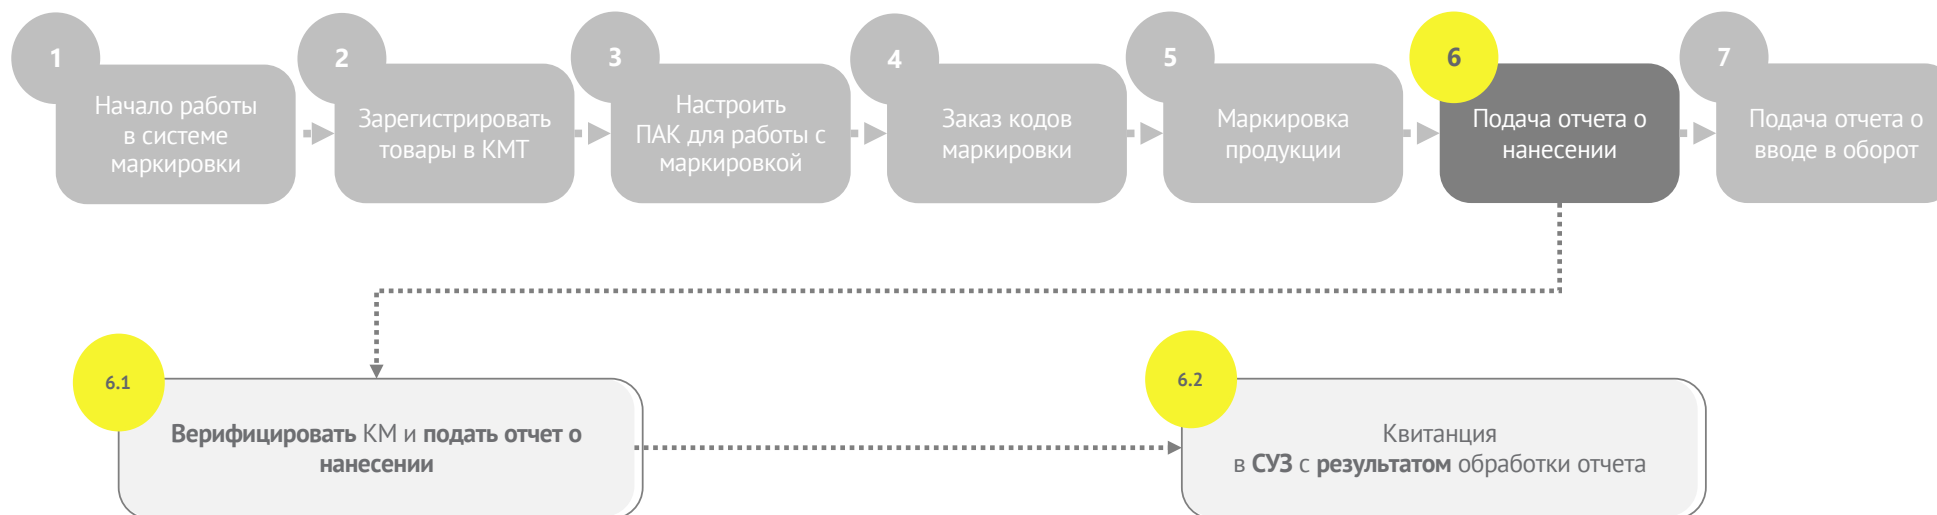 1
Начало работы
в системе
маркировки
2
Зарегистрировать
товары в КМТ
3
Настроить
ПАК для работы с
маркировкой
4
Заказ кодов
маркировки
5
Маркировка
продукции
6
Подача отчета о
нанесении
7
Подача отчета о
вводе в оборот
6.1
Верифицировать КМ и подать отчет о
нанесении
6.2
Квитанция
в СУЗ с результатом обработки отчета